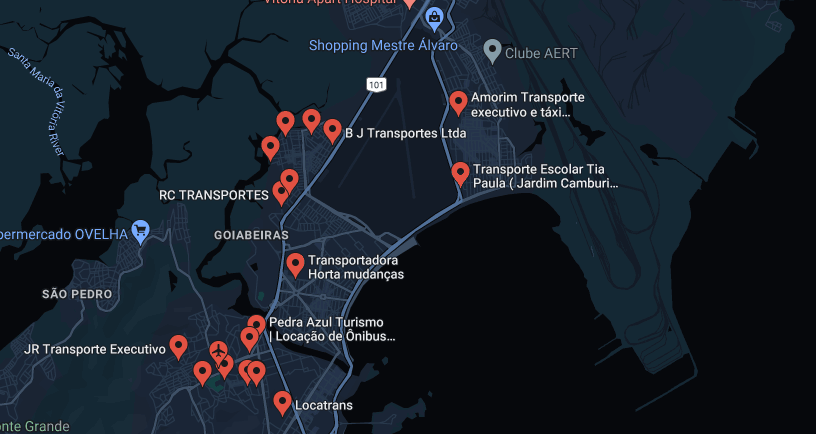 Vitória Apart Hospital
Shopping Mestre Álvaro
Clube AERT
Santa Maria da Vitória River
101
Amorim Transporte
executivo e táxi...
B J Transportes Ltda
Transporte Escolar Tia
Paula ( Jardim Camburi...
RC TRANSPORTES
permercado OVELHA
GOIABEIRAS
Transportadora
Horta mudanças
SÃO PEDRO
Pedra Azul Turismo
| Locação de Ônibus...
JR Transporte Executivo
Locatrans
onte Grande